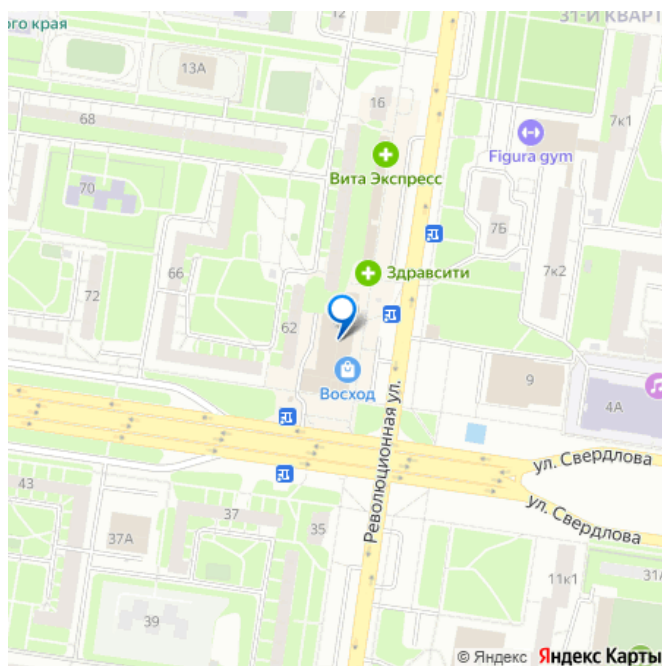 ого края
12
31-Й КВАРТ
13А
16
68
7к1
Figura gym
Вита Экспресс
70
7Б
66
Здравсити
7к2
72
62
Восход
9
4А
Революционная ул.
ул. Свердлова
ул. Свердлова
43
37
35
37А
11к1
31А
39
© Яндекс Яндекс Карты